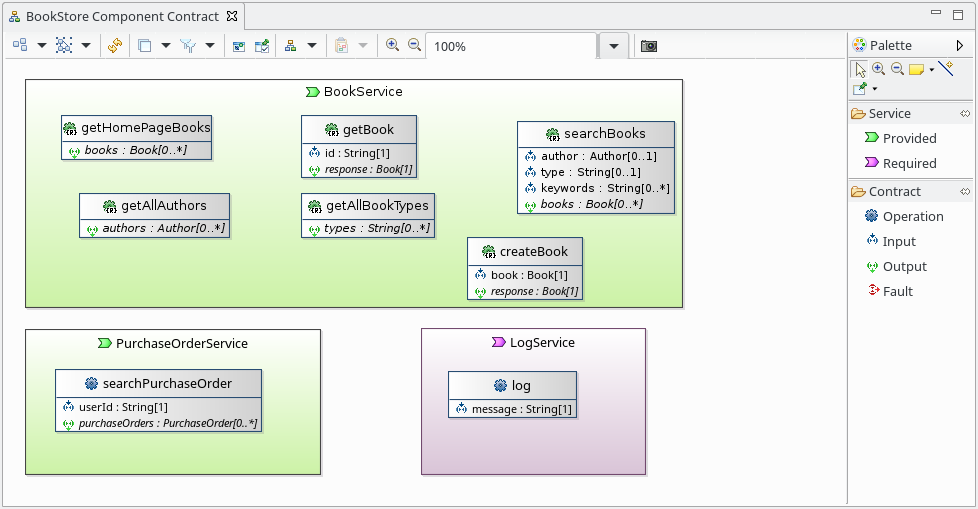 BookStore Component Contract
100%
Palette
BookService
getHomePageBooks
books : Book[0..*]
getBook
id : String[1]
response : Book[1]
searchBooks
author : Author[0..1]
type : String[0..1]
keywords : String[0..*]
books : Book[0..*]
getAllAuthors
authors : Author[0..*]
getAllBookTypes
types : String[0..*]
createBook
book : Book[1]
response : Book[1]
PurchaseOrderService
searchPurchaseOrder
userId : String[1]
purchaseOrders : PurchaseOrder[0..*]
LogService
log
message : String[1]
Service
Provided
Required
Contract
Operation
Input
Output
Fault